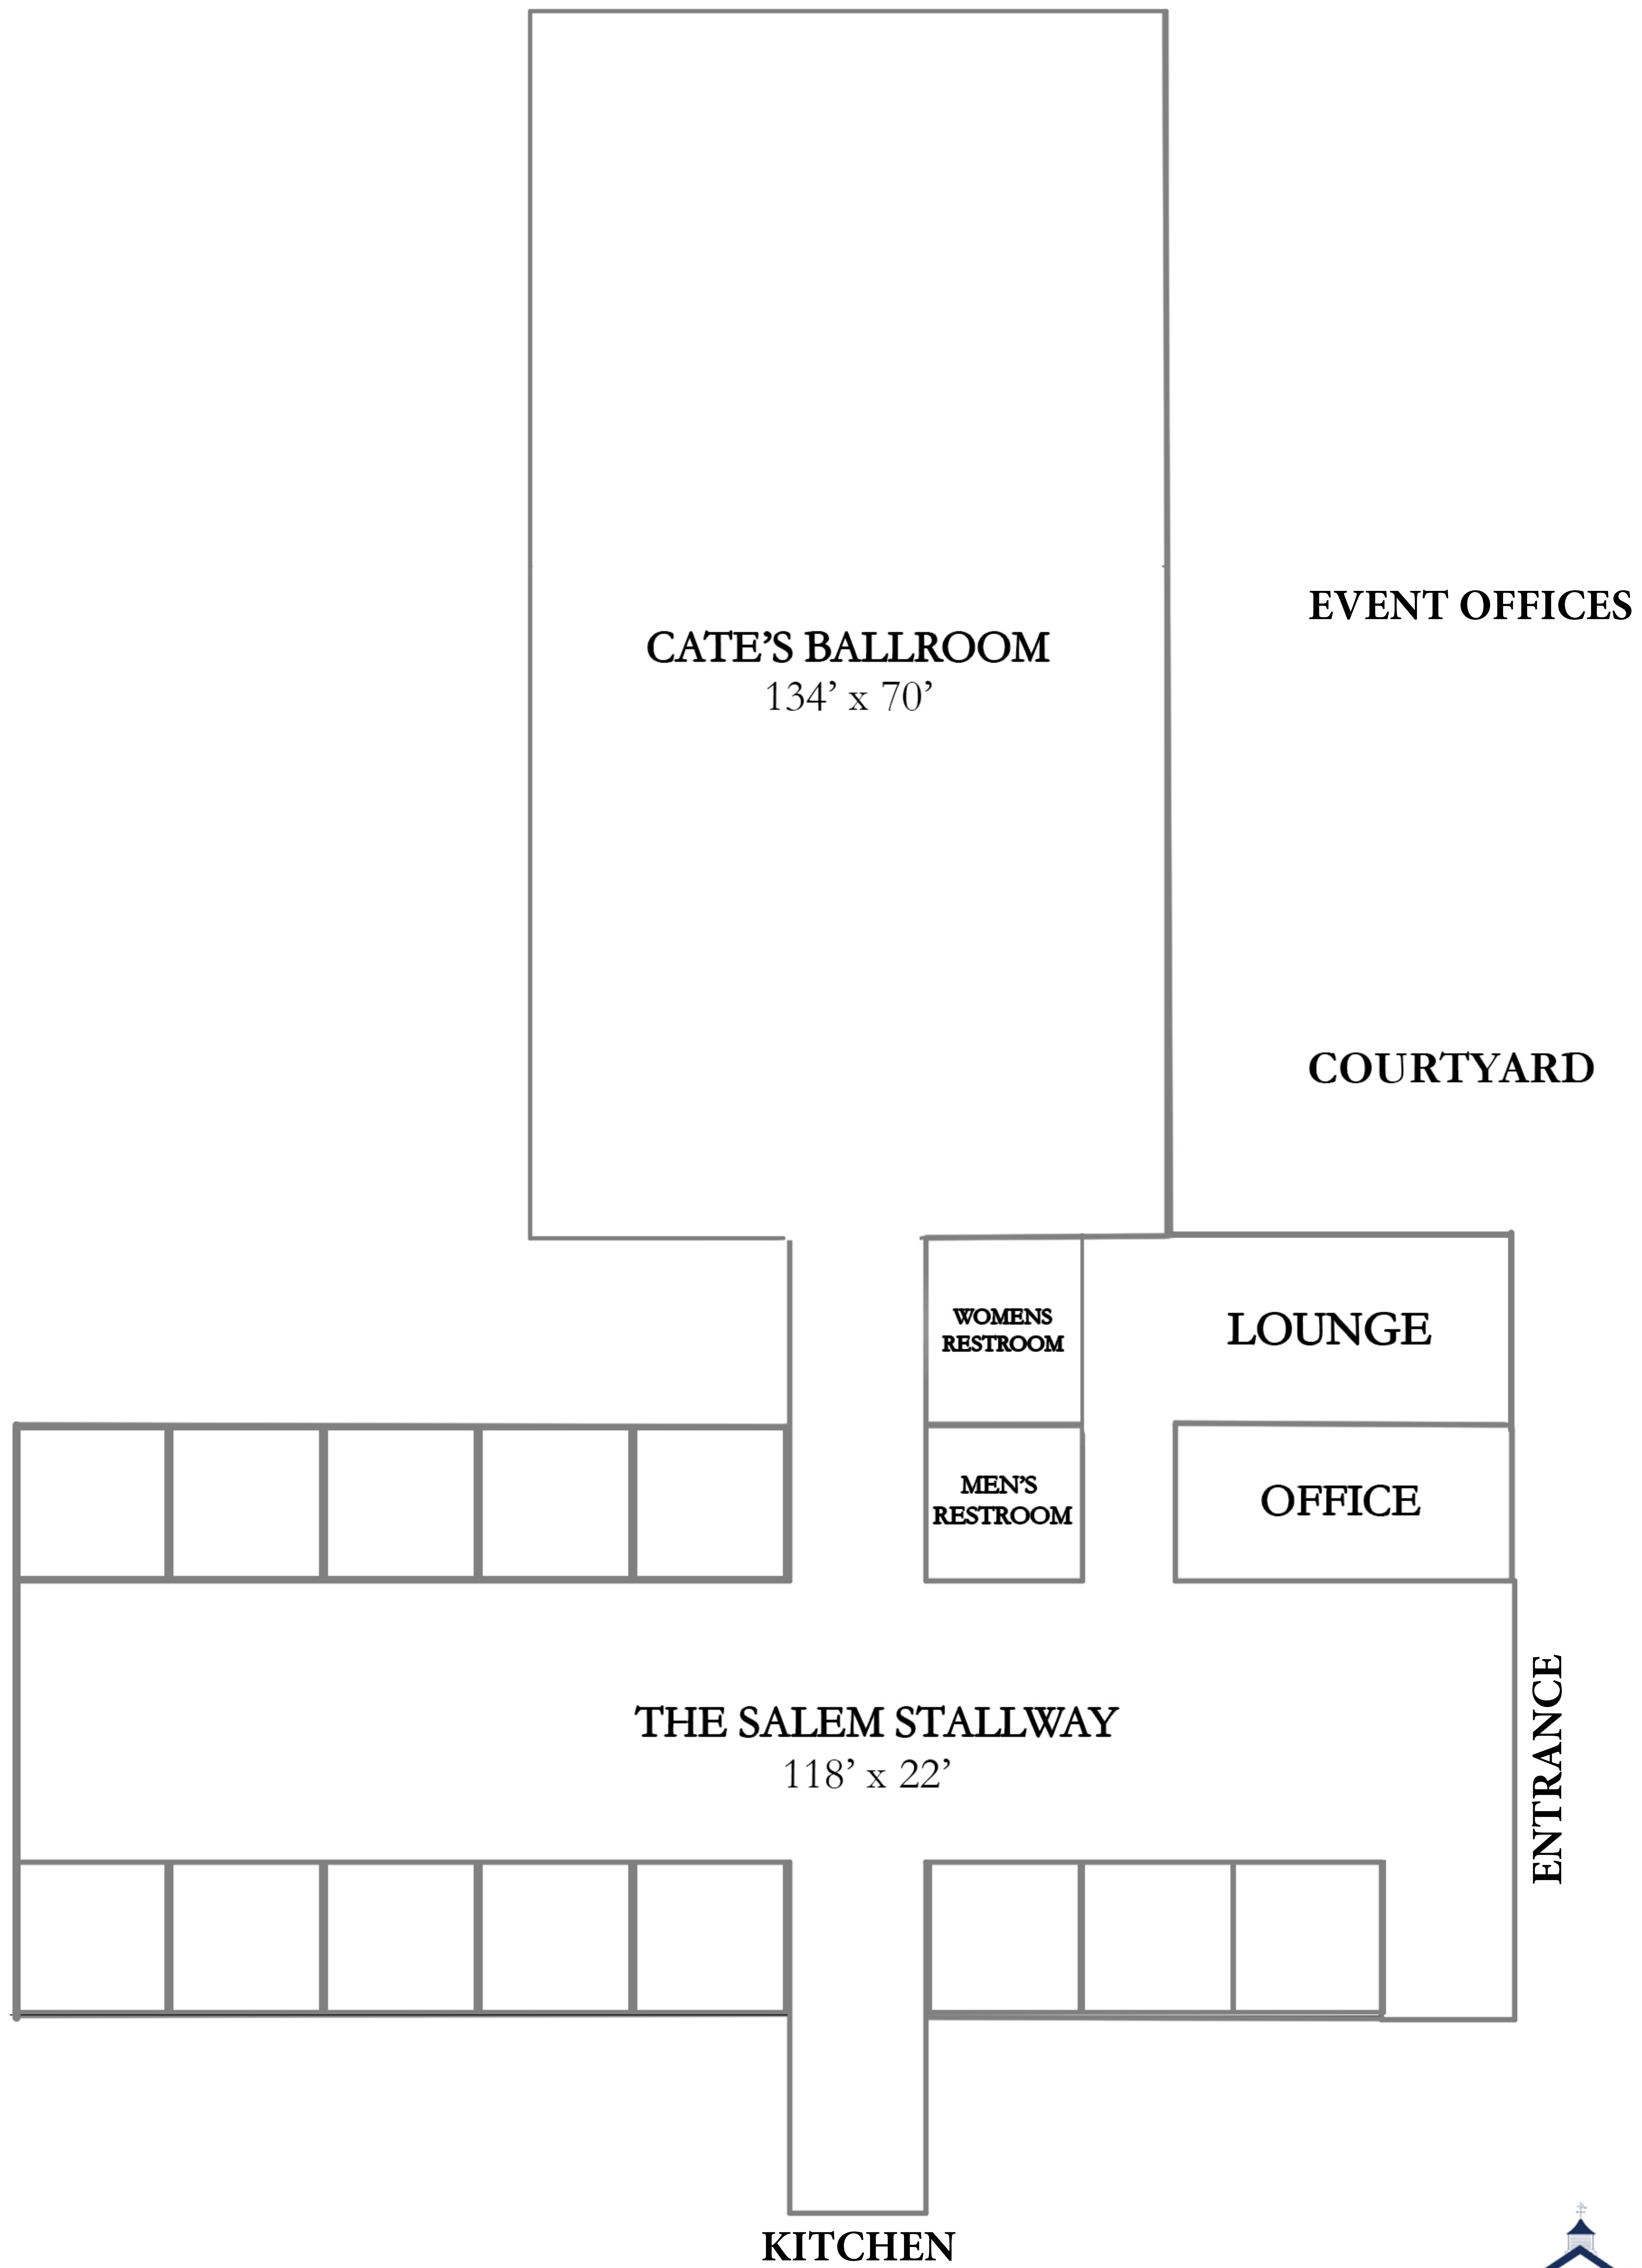 EVENT OFFICES
CATE’S BALLROOM
134’ x 70’
COURTYARD
WOMENS
RESTROOM
LOUNGE
MEN’S
RESTROOM
OFFICE
THE SALEM STALLWAY
118’ x 22’
ENTRANCE
KITCHEN